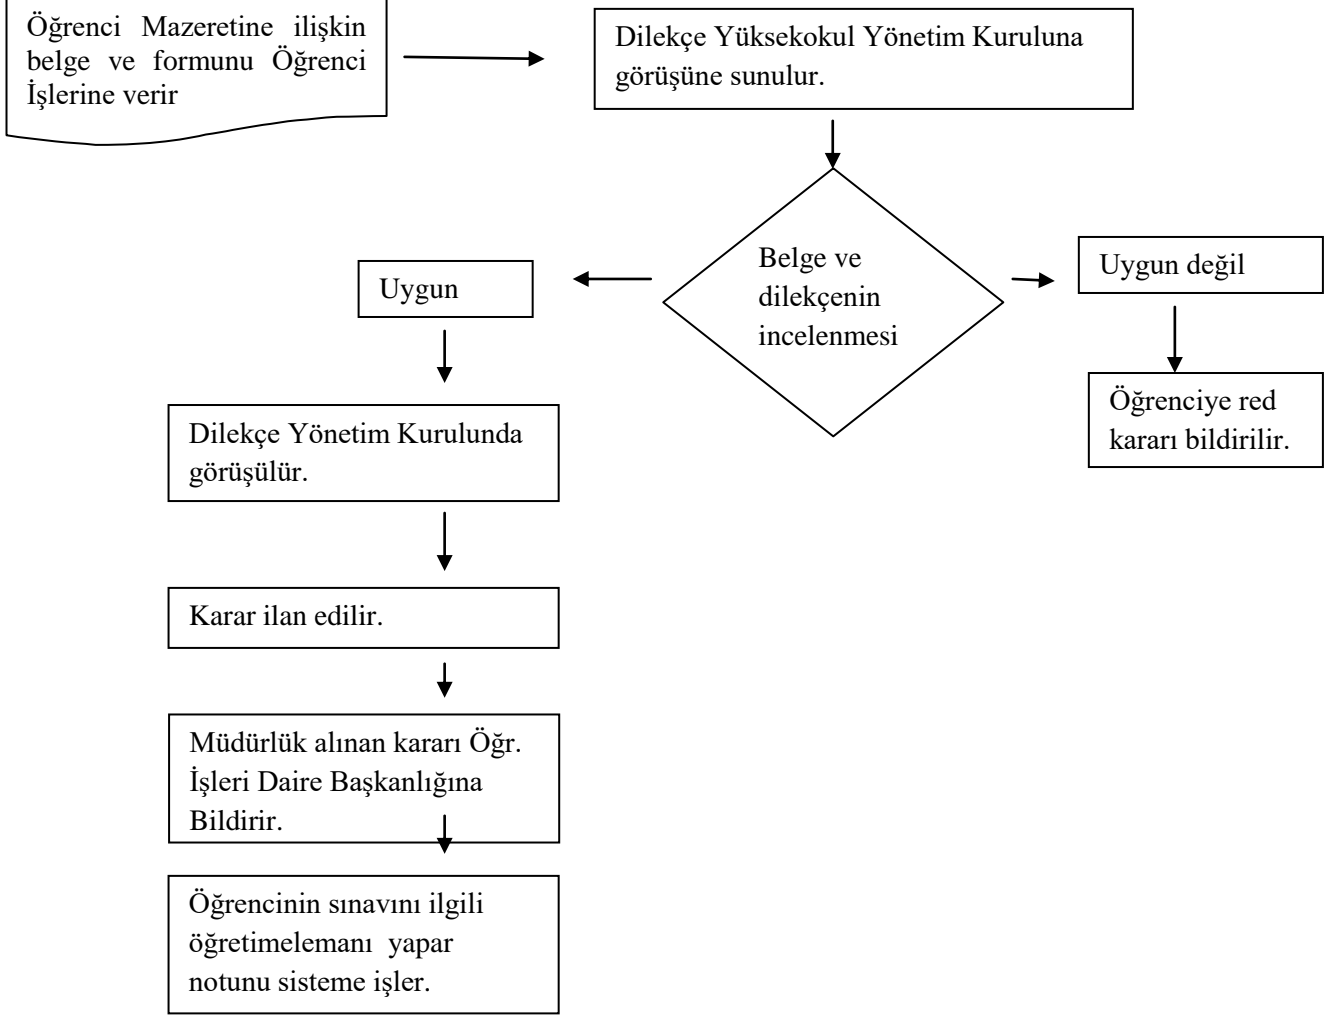 Öğrenci Mazeretine ilişkin
belge ve formunu Öğrenci
İşlerine verir
Dilekçe Yüksekokul Yönetim Kuruluna
görüşüne sunulur.
Belge ve
dilekçenin
incelenmesi
Uygun değil
Uygun
Öğrenciye red
kararı bildirilir.
Dilekçe Yönetim Kurulunda
görüşülür.
Karar ilan edilir.
Müdürlük alınan kararı Öğr.
İşleri Daire Başkanlığına
Bildirir.
Öğrencinin sınavını ilgili
öğretimelemanı yapar
notunu sisteme işler.